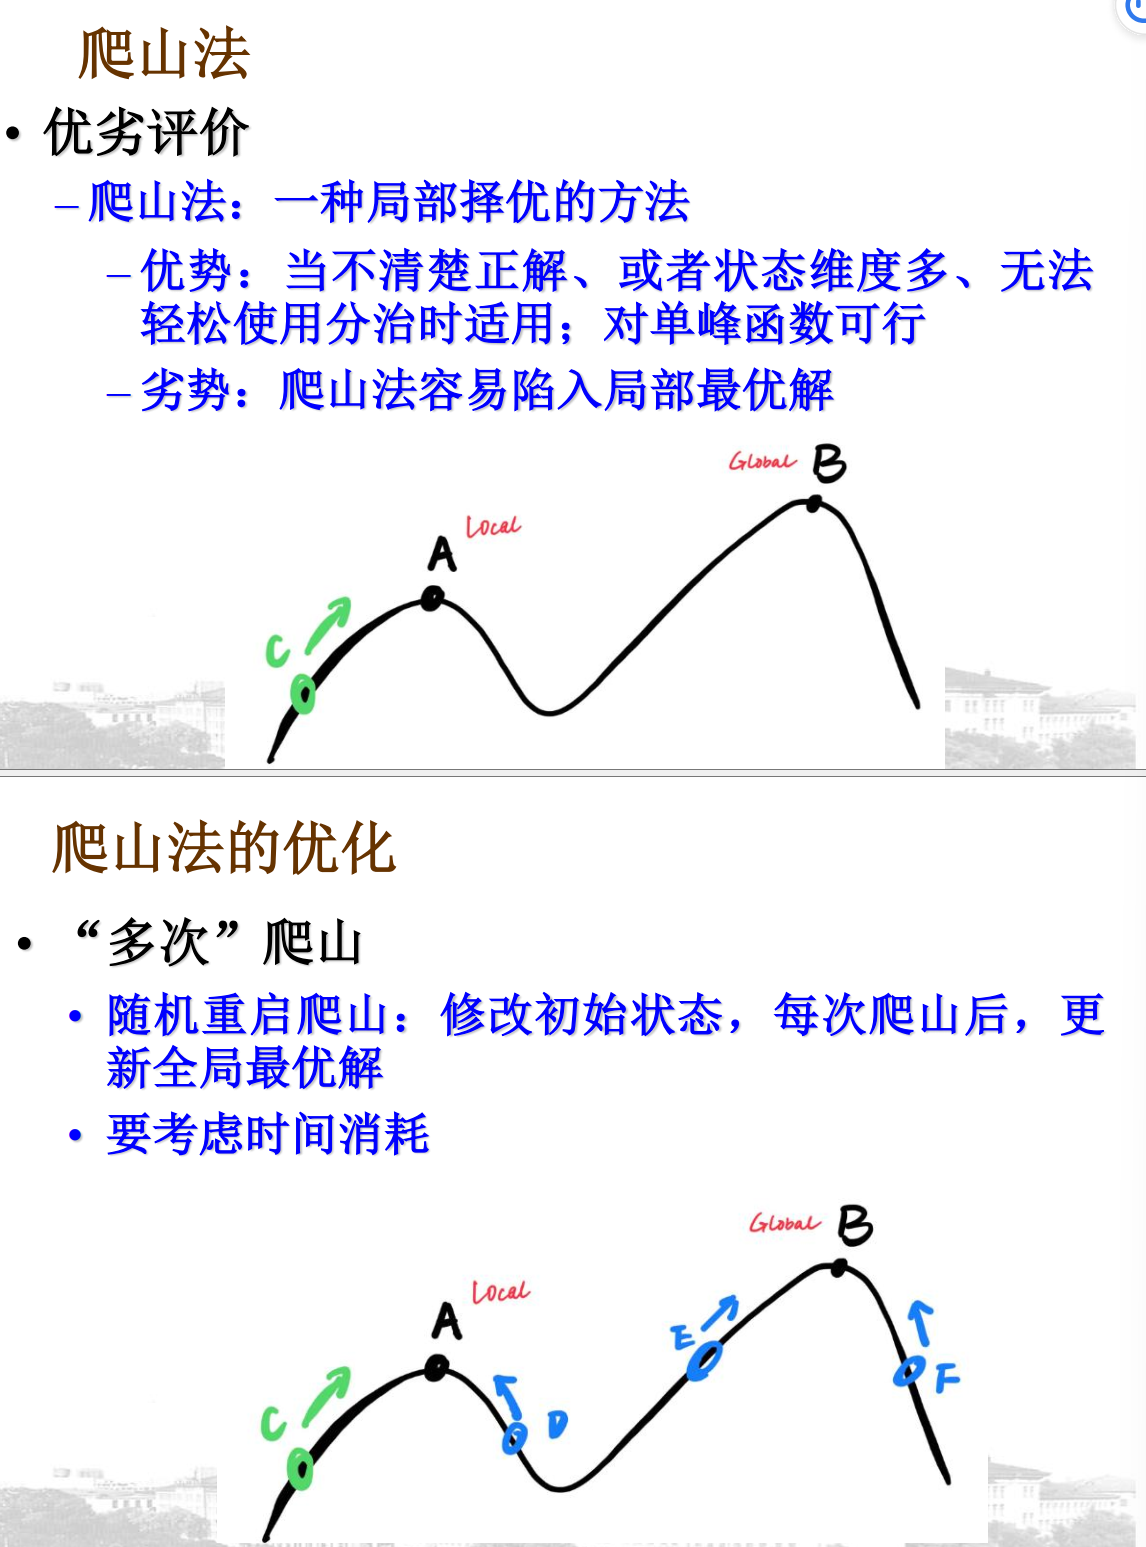 爬山法
• 优劣评价
– 爬山法：一种局部择优的方法
– 优势：当不清楚正解、或者状态维度多、无法
轻松使用分治时适用；对单峰函数可行
– 劣势：爬山法容易陷入局部最优解
Global B
Local
A
C
爬山法的优化
• “多次”爬山
• 随机重启爬山：修改初始状态，每次爬山后，更
新全局最优解
• 要考虑时间消耗
Global B
Local
A
E
F
C
D